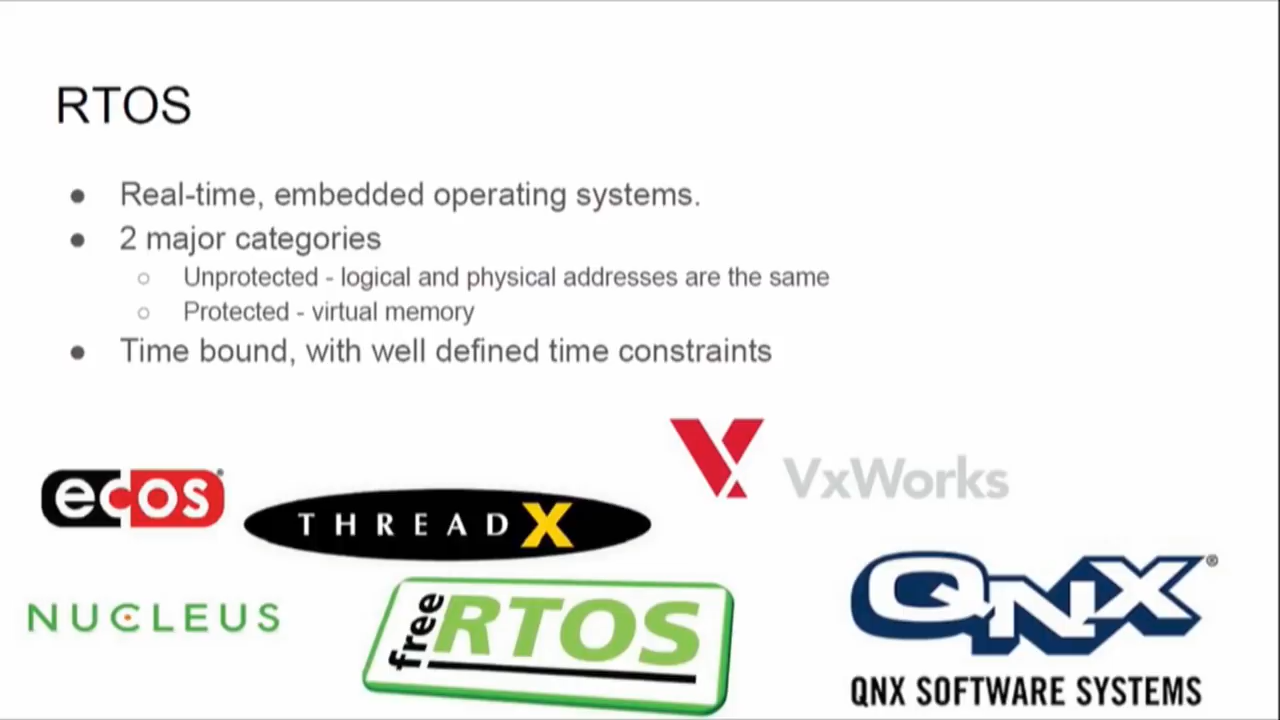 RTOS
● Real-time, embedded operating systems.
● 2 major categories
○ Unprotected - logical and physical addresses are the same
○ Protected - virtual memory
● Time bound, with well defined time constraints
VxWorks
ecos
THREADX
QNX®
NUCLEUS
freeRTOS
QNX SOFTWARE SYSTEMS